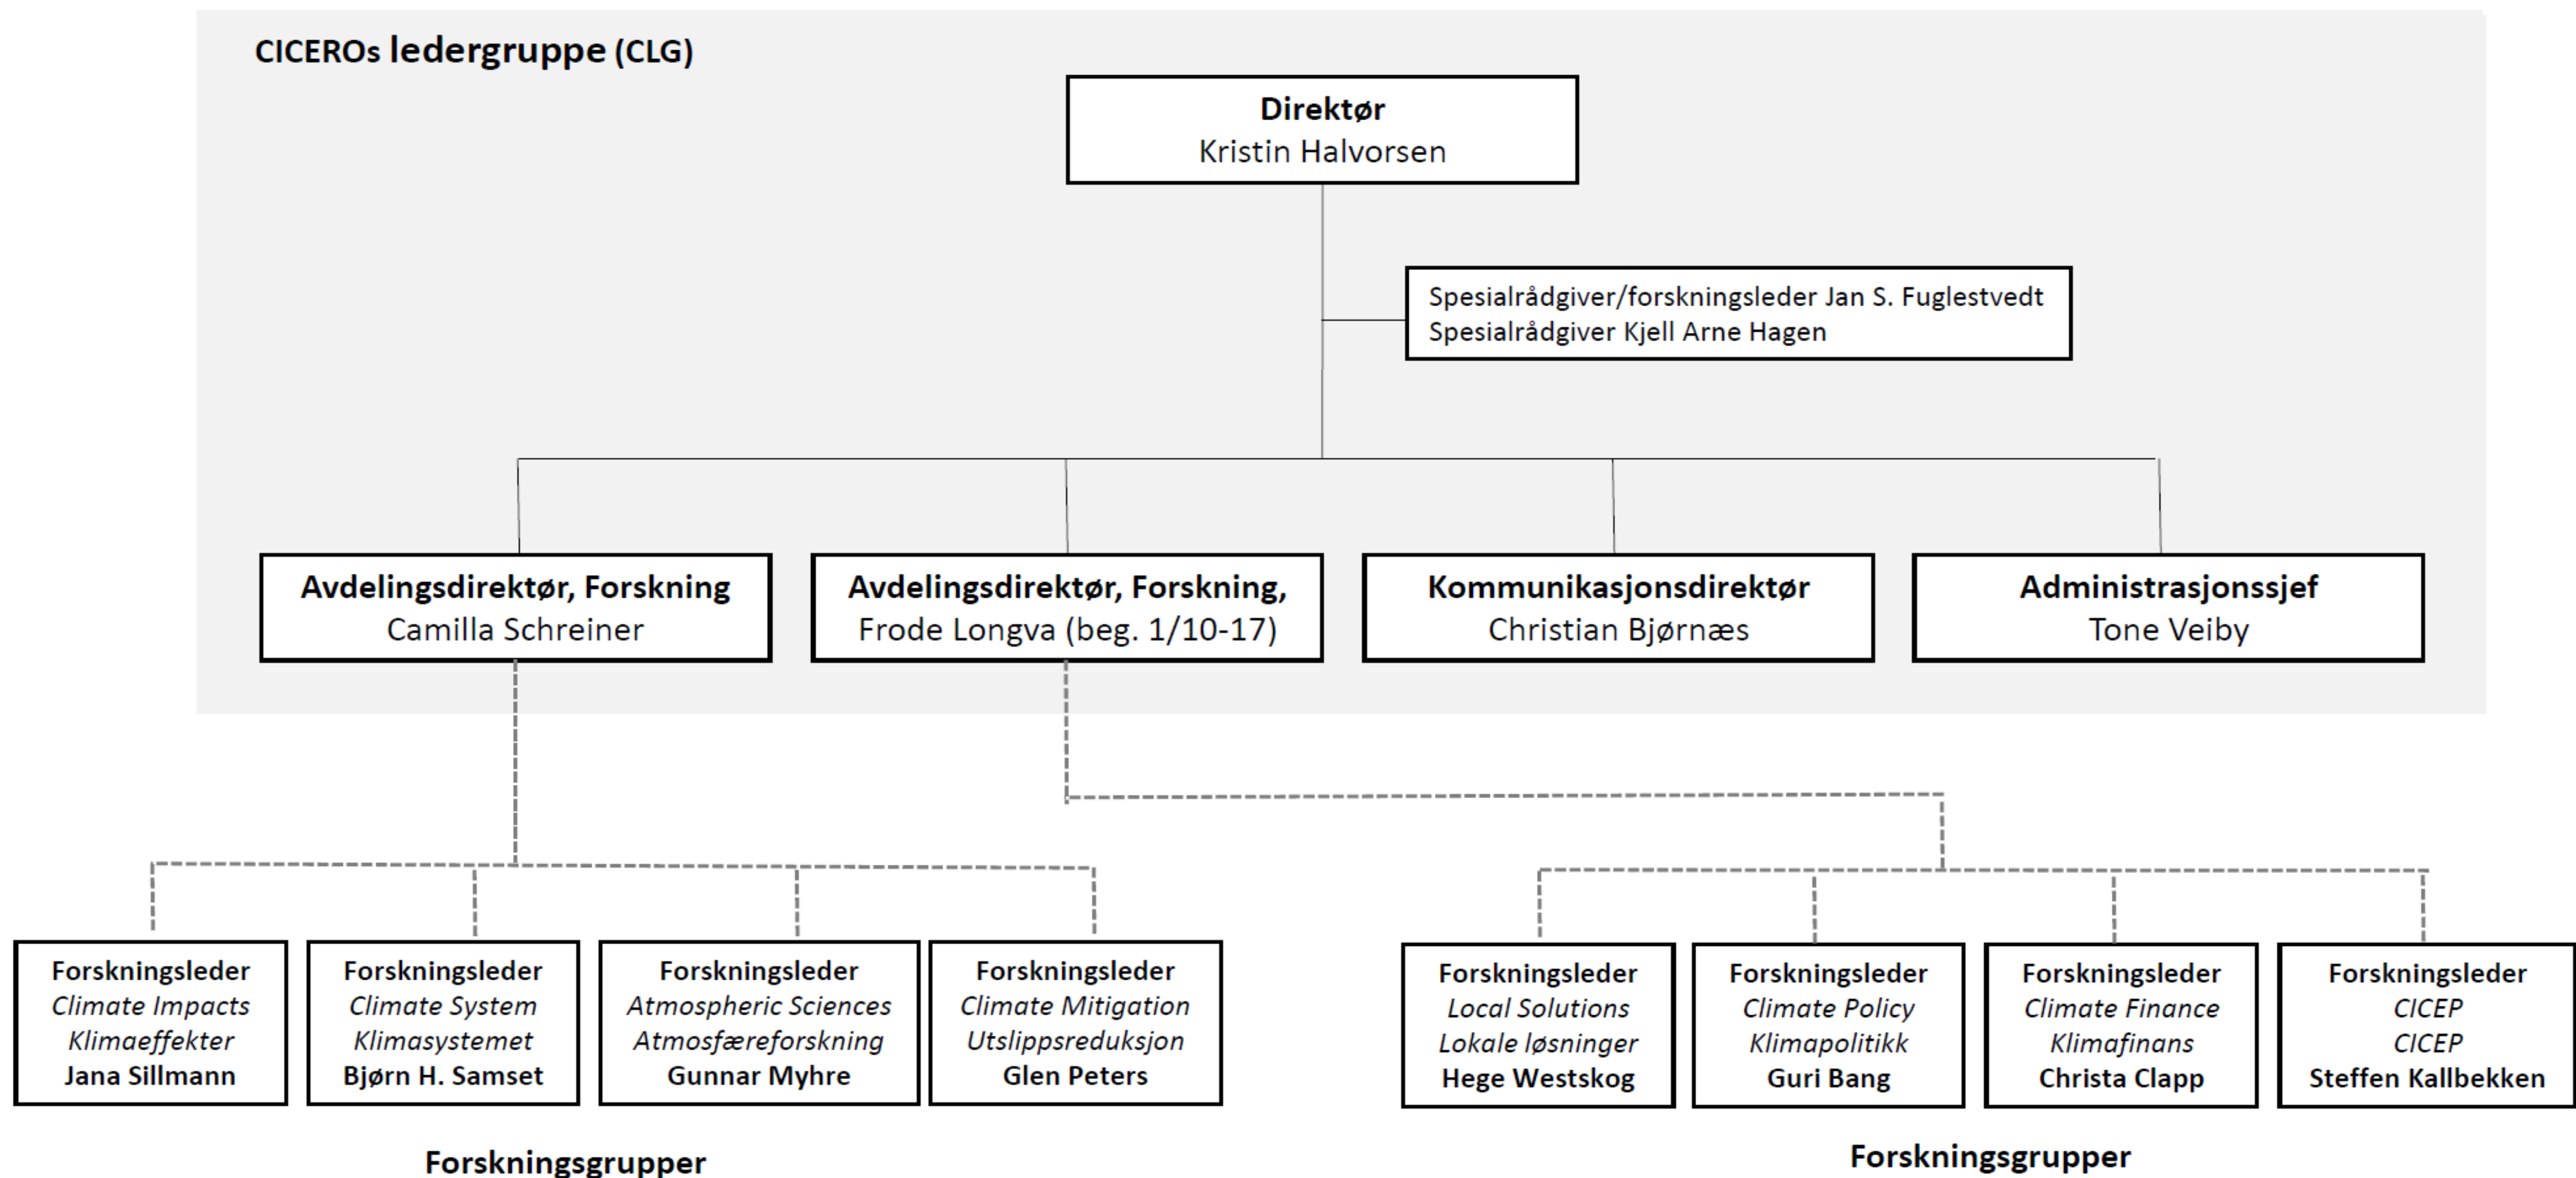 CICEROs ledergruppe (CLG)
Direktør
Kristin Halvorsen
Spesialrådgiver/forskningsleder Jan S. Fuglestvedt
Spesialrådgiver Kjell Arne Hagen
Avdelingsdirektør, Forskning
Camilla Schreiner
Avdelingsdirektør, Forskning,
Frode Longva (beg. 1/10-17)
Kommunikasjonsdirektør
Christian Bjørnæs
Administrasjonssjef
Tone Veiby
Forskningsleder
Climate Impacts
Klimaeffekter
Jana Sillmann
Forskningsleder
Climate System
Klimasystemet
Bjørn H. Samset
Forskningsleder
Atmospheric Sciences
Atmosfæreforskning
Gunnar Myhre
Forskningsleder
Climate Mitigation
Utslippsreduksjon
Glen Peters
Forskningsleder
Local Solutions
Lokale løsninger
Hege Westskog
Forskningsleder
Climate Policy
Klimapolitikk
Guri Bang
Forskningsleder
Climate Finance
Klimafinans
Christa Clapp
Forskningsleder
CICEP
CICEP
Steffen Kallbekken
Forskningsgrupper
Forskningsgrupper